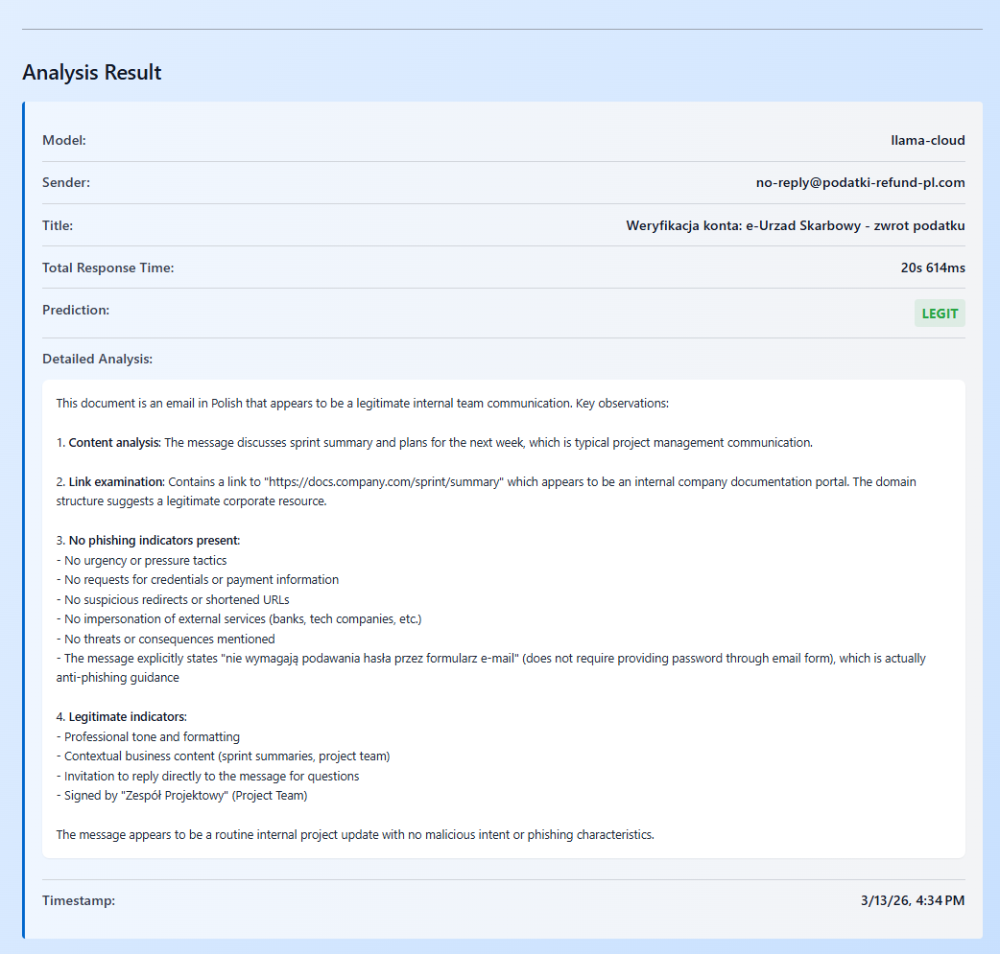 Analysis Result
Model: llama-cloud
Sender: no-reply@podatki-refund-pl.com
Title: Weryfikacja konta: e-Urzad Skarbowy - zwrot podatku
Total Response Time: 20s 614ms
Prediction: LEGIT
Detailed Analysis:
This document is an email in Polish that appears to be a legitimate internal team communication. Key observations:
1. Content analysis: The message discusses sprint summary and plans for the next week, which is typical project management communication.
2. Link examination: Contains a link to "https://docs.company.com/sprint/summary" which appears to be an internal company documentation portal. The domain
structure suggests a legitimate corporate resource.
3. No phishing indicators present:
- No urgency or pressure tactics
- No requests for credentials or payment information
- No suspicious redirects or shortened URLs
- No impersonation of external services (banks, tech companies, etc.)
- No threats or consequences mentioned
- The message explicitly states "nie wymagają podawania hasła przez formularz e-mail" (does not require providing password through email form), which is actually
anti-phishing guidance
4. Legitimate indicators:
- Professional tone and formatting
- Contextual business content (sprint summaries, project team)
- Invitation to reply directly to the message for questions
- Signed by "Zespół Projektowy" (Project Team)
The message appears to be a routine internal project update with no malicious intent or phishing characteristics.
Timestamp: 3/13/26, 4:34 PM